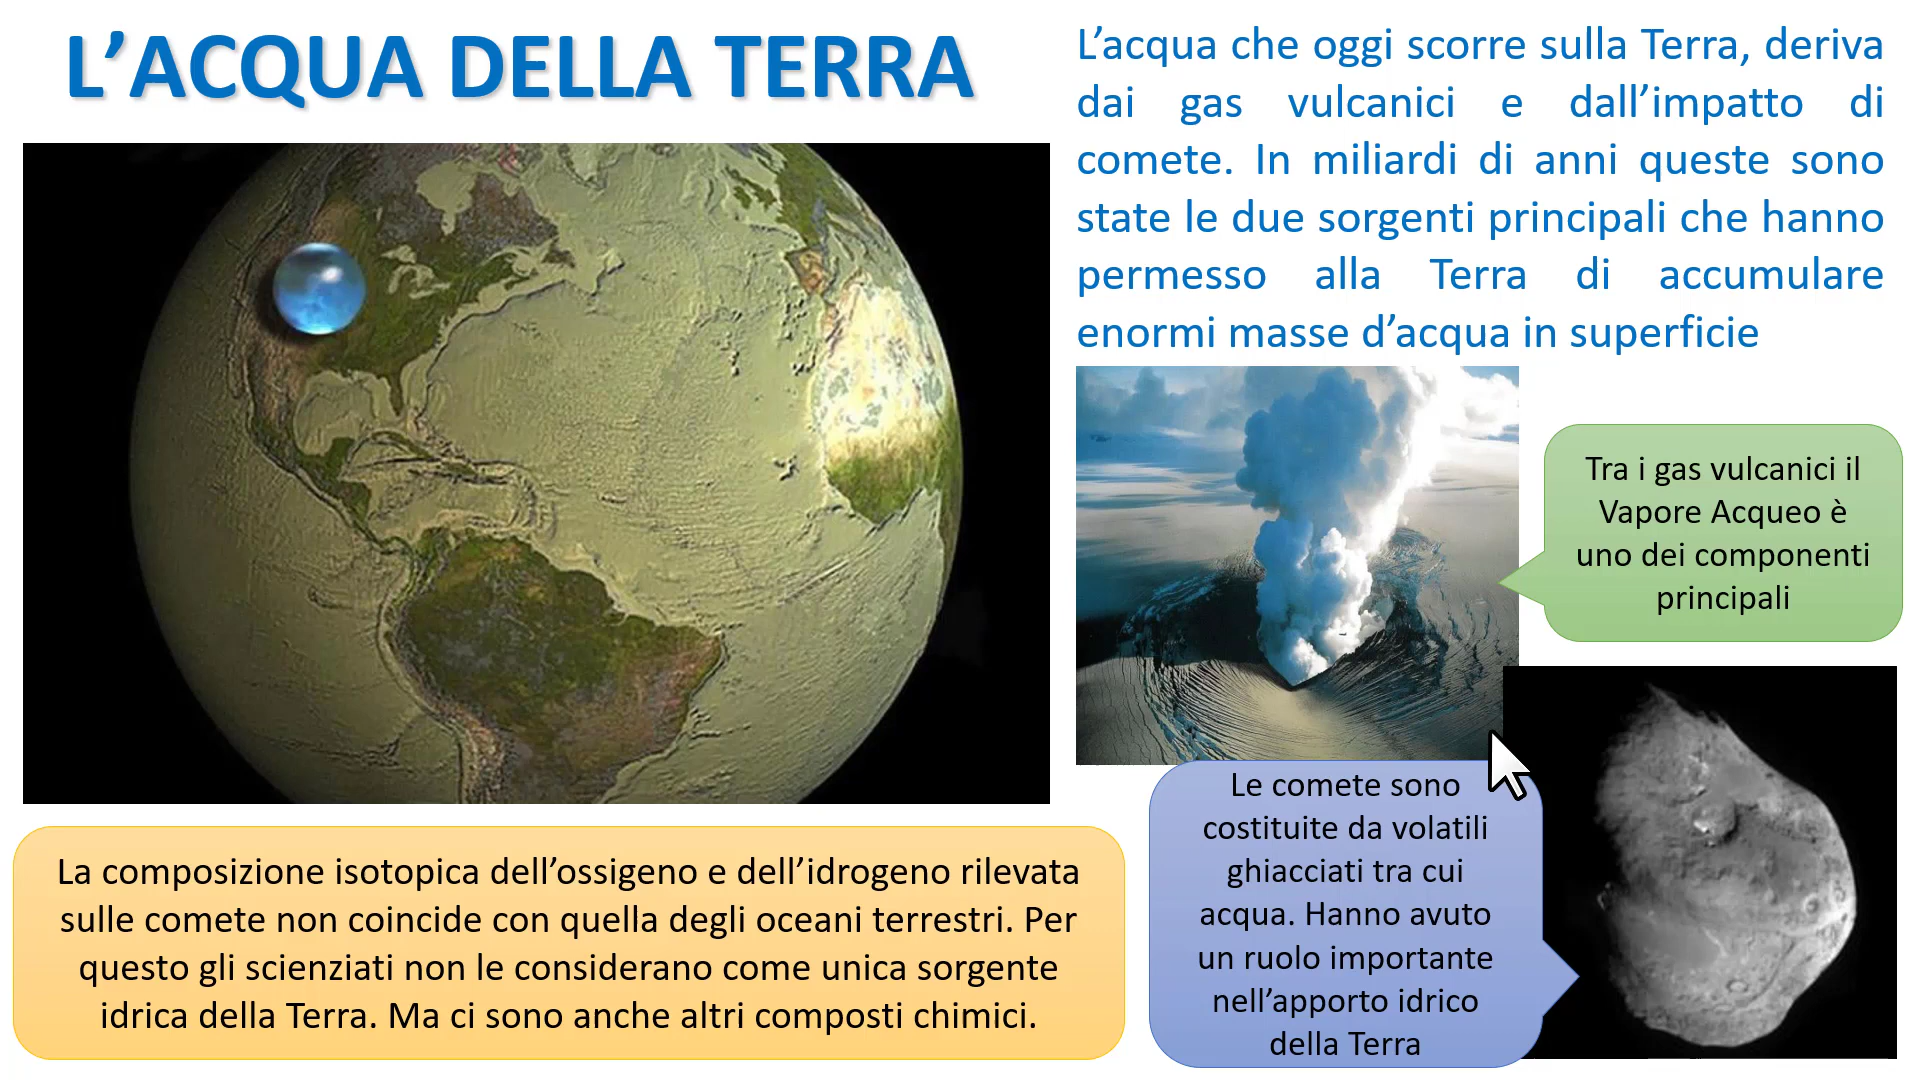 L’ACQUA DELLA TERRA
L’acqua che oggi scorre sulla Terra, deriva
dai gas vulcanici e dall’impatto di
comete. In miliardi di anni queste sono
state le due sorgenti principali che hanno
permesso alla Terra di accumulare
enormi masse d’acqua in superficie
Tra i gas vulcanici il
Vapore Acqueo è
uno dei componenti
principali
Le comete sono
costituite da volatili
ghiacciati tra cui
acqua. Hanno avuto
un ruolo importante
nell’apporto idrico
della Terra
La composizione isotopica dell’ossigeno e dell’idrogeno rilevata
sulle comete non coincide con quella degli oceani terrestri. Per
questo gli scienziati non le considerano come unica sorgente
idrica della Terra. Ma ci sono anche altri composti chimici.